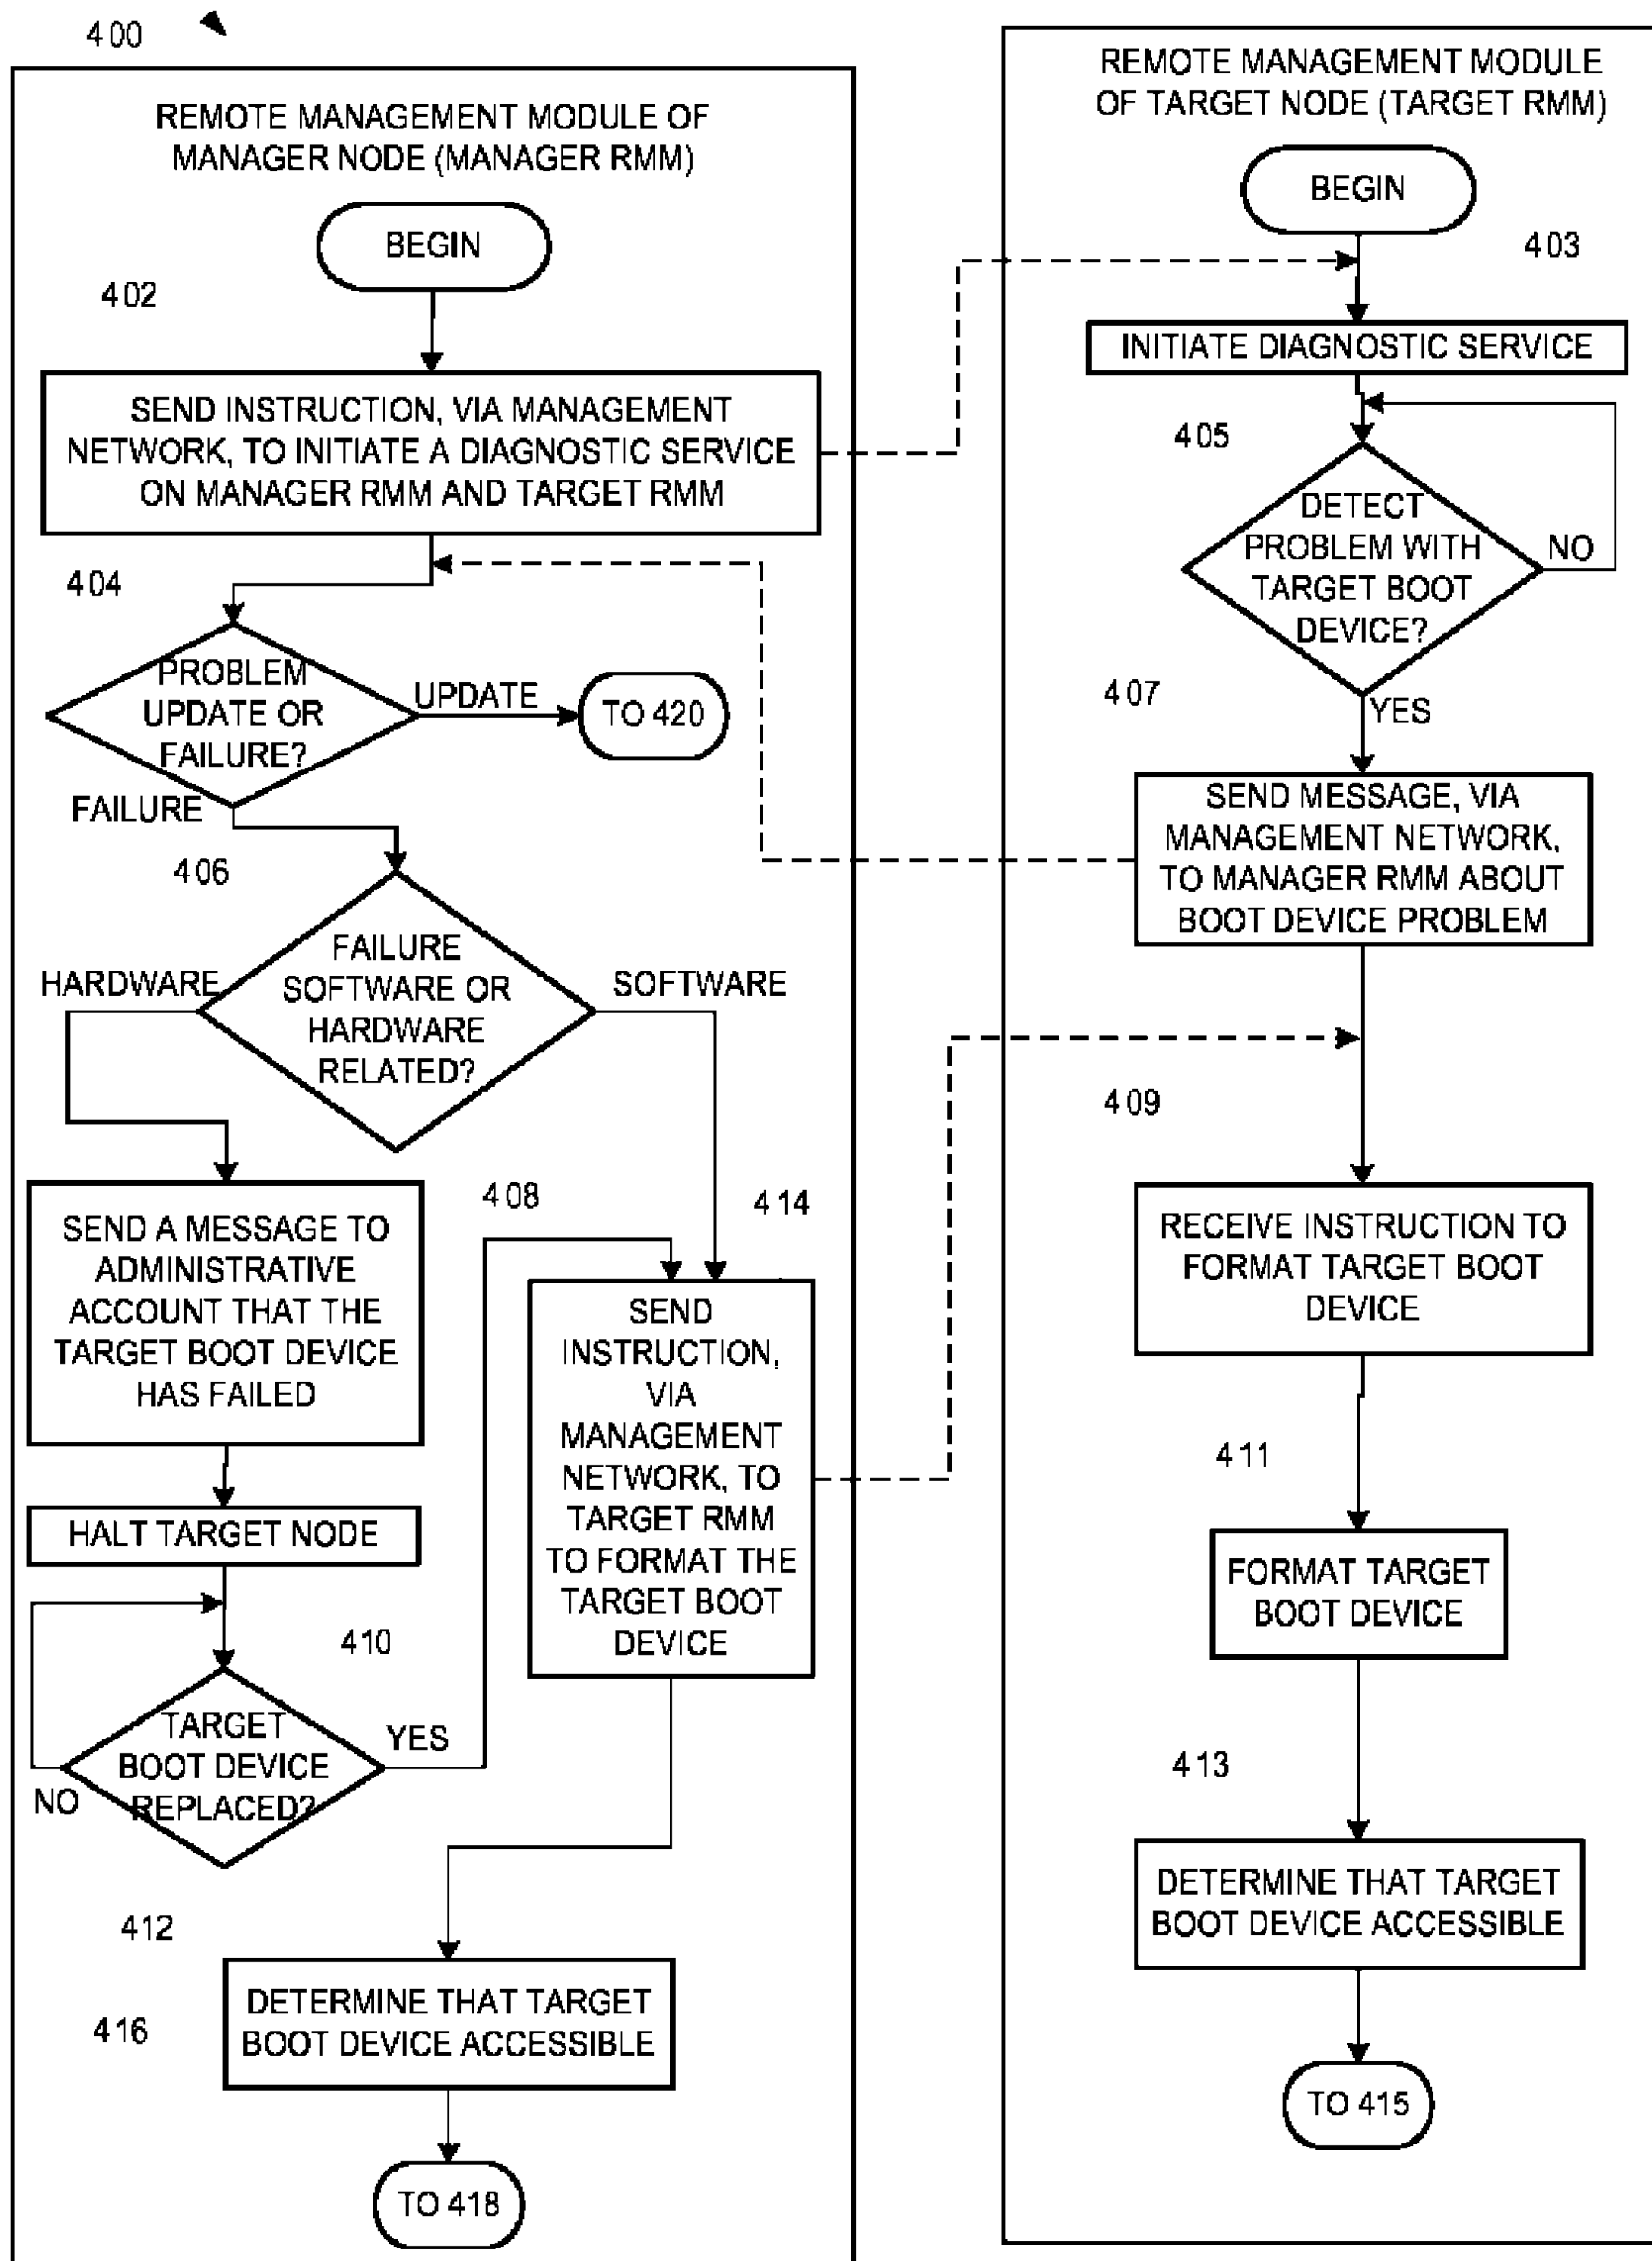 400
REMOTE MANAGEMENT MODULE OF
MANAGER NODE (MANAGER RMM)
BEGIN
402
SEND INSTRUCTION, VIA MANAGEMENT
NETWORK, TO INITIATE A DIAGNOSTIC SERVICE
ON MANAGER RMM AND TARGET RMM
404
PROBLEM
UPDATE OR
FAILURE?
UPDATE
TO 420
FAILURE
406
FAILURE
SOFTWARE OR
HARDWARE
RELATED?
HARDWARE
SOFTWARE
SEND A MESSAGE TO
ADMINISTRATIVE
ACCOUNT THAT THE
TARGET BOOT DEVICE
HAS FAILED
408
414
SEND
INSTRUCTION,
VIA
MANAGEMENT
NETWORK, TO
TARGET RMM
TO FORMAT THE
TARGET BOOT
DEVICE
HALT TARGET NODE
410
TARGET
BOOT DEVICE
REPLACED?
YES
NO
412
DETERMINE THAT TARGET
BOOT DEVICE ACCESSIBLE
416
TO 418
REMOTE MANAGEMENT MODULE
OF TARGET NODE (TARGET RMM)
BEGIN
403
INITIATE DIAGNOSTIC SERVICE
405
DETECT
PROBLEM WITH
TARGET BOOT
DEVICE?
NO
YES
407
SEND MESSAGE, VIA
MANAGEMENT NETWORK,
TO MANAGER RMM ABOUT
BOOT DEVICE PROBLEM
409
RECEIVE INSTRUCTION TO
FORMAT TARGET BOOT
DEVICE
411
FORMAT TARGET
BOOT DEVICE
413
DETERMINE THAT TARGET
BOOT DEVICE ACCESSIBLE
TO 415